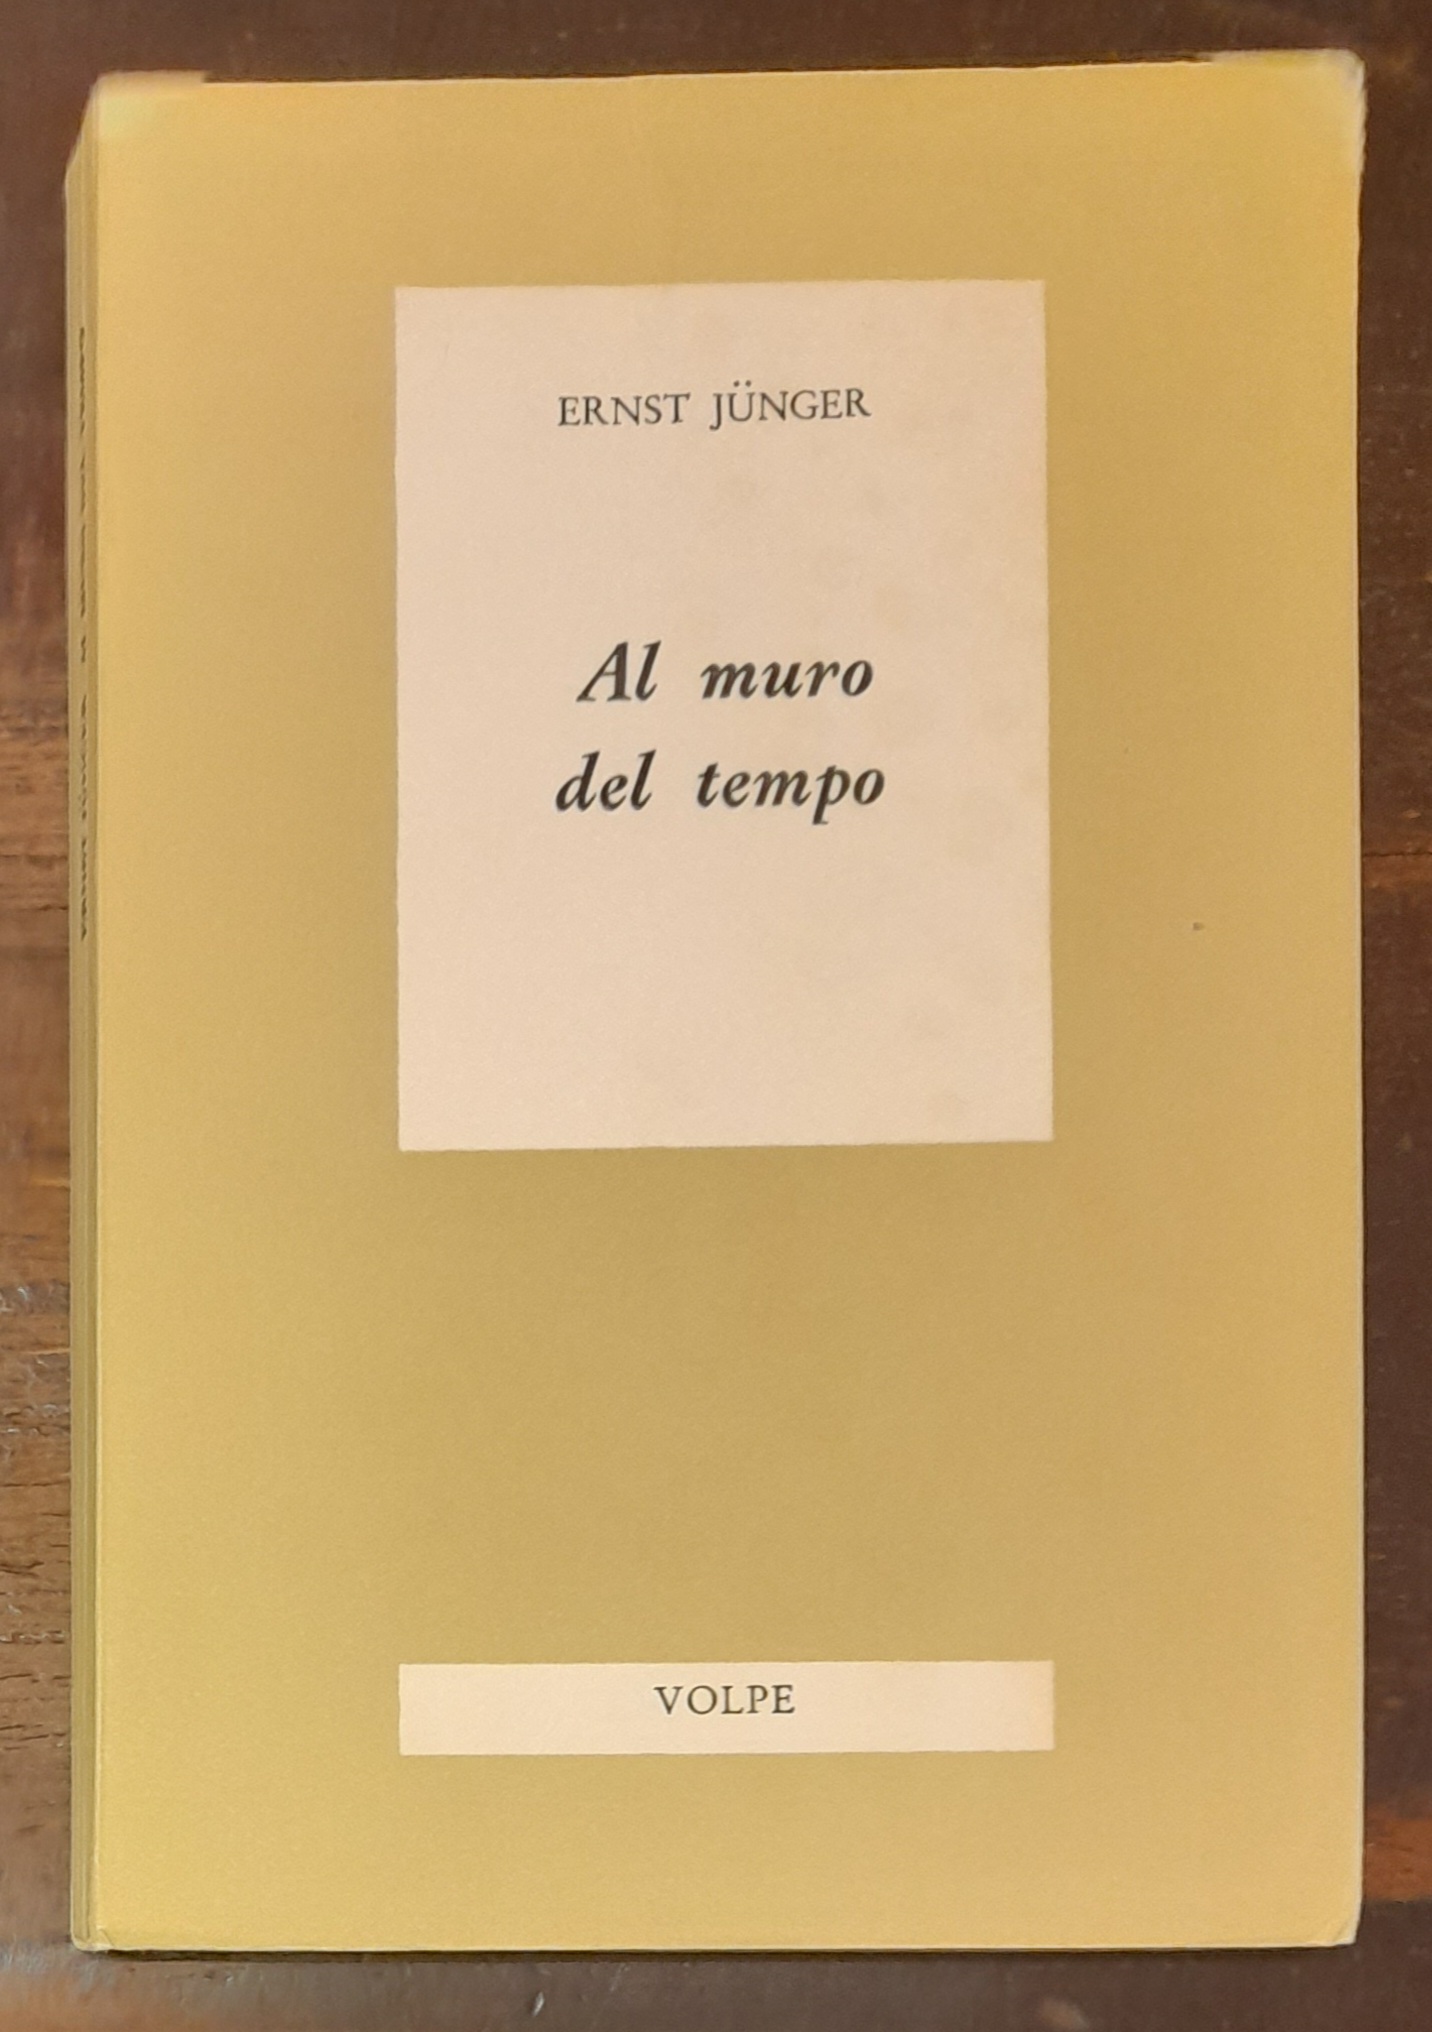 ERNST JÜNGER
Al muro
del tempo
VOLPE